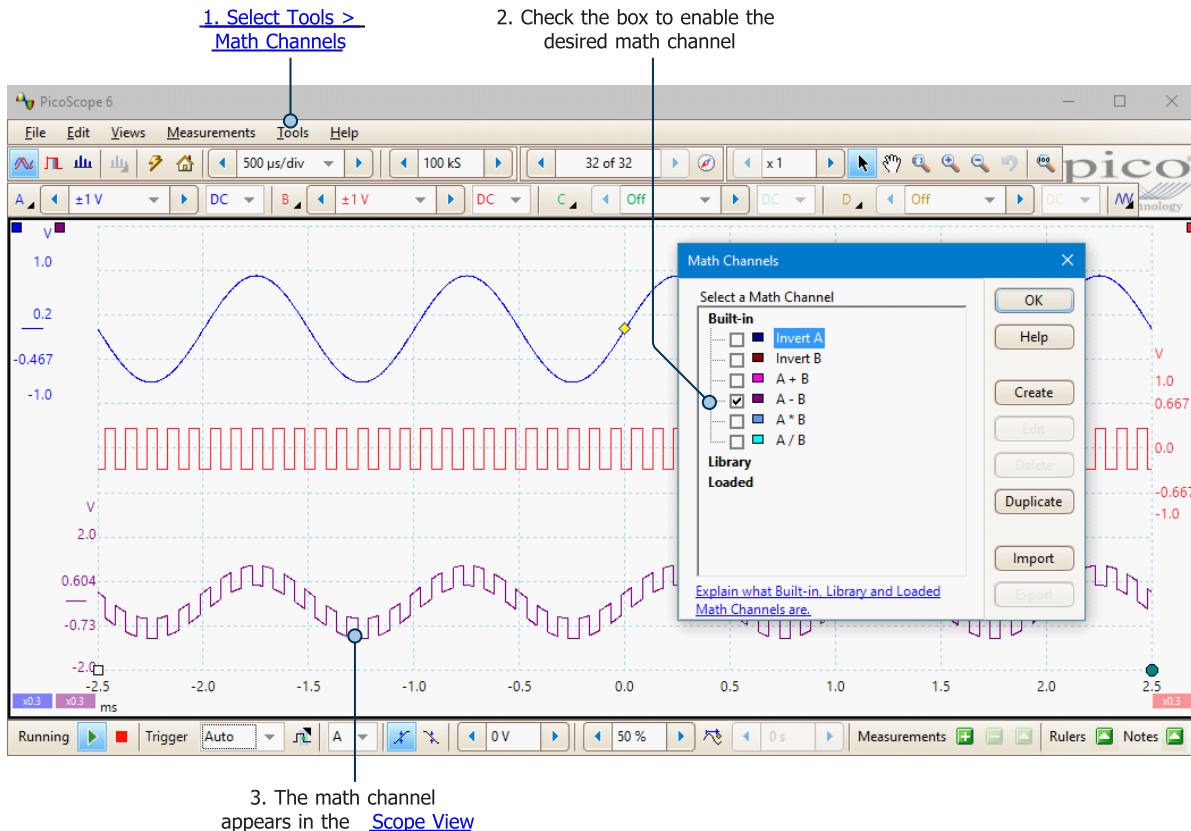 1. Select Tools >
Math Channels
2. Check the box to enable the
desired math channel
PicoScope 6
File Edit Views Measurements Tools Help
500 µs/div 100 kS 32 of 32 x 1
pico
A ±1 V DC B ±1 V DC C Off DC D Off DC
nology
V
1.0
0.2
-0.467
-1.0
V
2.0
0.604
-0.73
-2.0
Math Channels
Select a Math Channel
Built-in
Invert A
Invert B
A + B
A - B
A * B
A / B
Library
Loaded
Explain what Built-in, Library and Loaded
Math Channels are.
OK
Help
Create
Edit
Delete
Duplicate
Import
Export
V
1.0
0.667
0.0
-0.667
-1.0
-2.5 -2.0 -1.5 -1.0 -0.5 0.0 0.5 1.0 1.5 2.0 2.5
x0.3 x0.3 ms x0.3
Running Trigger Auto A 0 V 50 % 0 s Measurements Rulers Notes
3. The math channel
appears in the Scope View